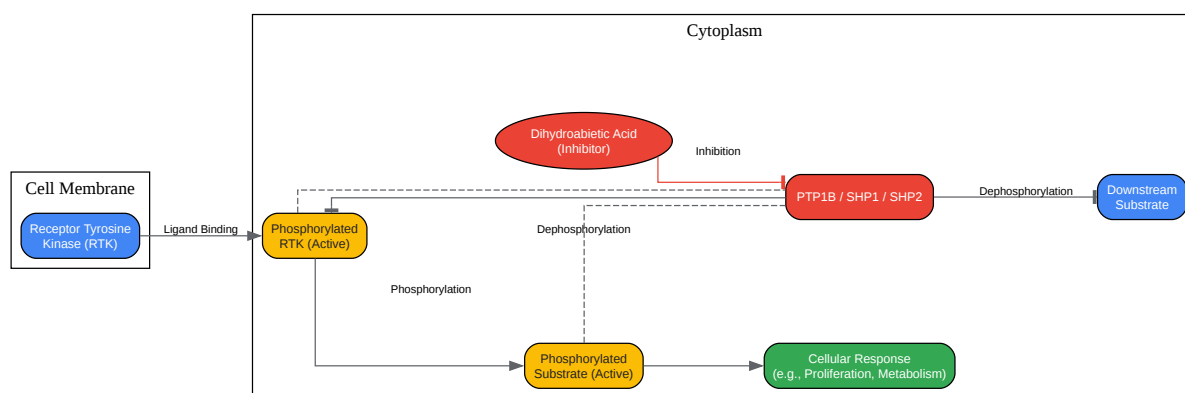 Cytoplasm
Dihydroabietic Acid
(Inhibitor)
Inhibition
Cell Membrane
PTP1B / SHP1 / SHP2
Dephosphorylation
Downstream
Substrate
Receptor Tyrosine
Kinase (RTK)
Ligand Binding
Phosphorylated
RTK (Active)
Dephosphorylation
Phosphorylation
Phosphorylated
Substrate (Active)
Cellular Response
(e.g., Proliferation, Metabolism)